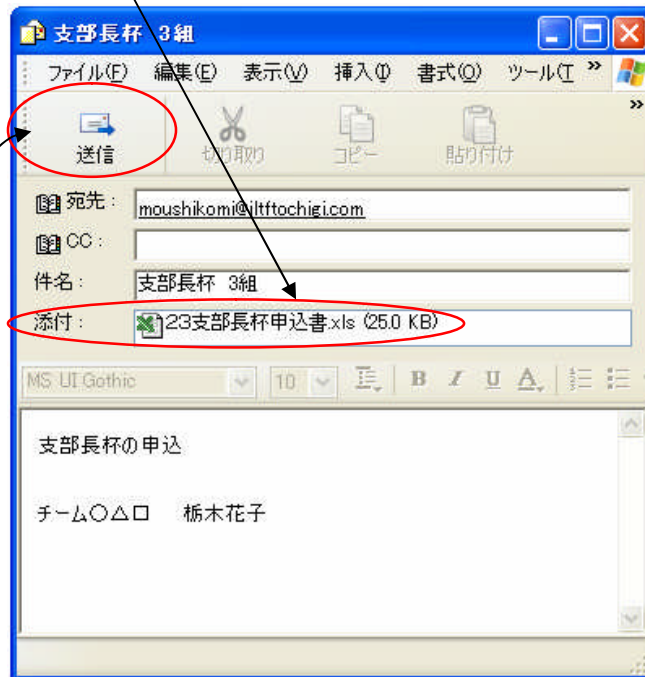 支部長杯 3組
ファイル(F) 編集(E) 表示(V) 挿入(I) 書式(O) ツール(T »
»
送信 切り取り コピー 貼り付け
宛先: moushikomi@jltftochigi.com
CC:
件名: 支部長杯 3組
添付: 23支部長杯申込書.xls (25.0 KB)
MS UI Gothic 10 B I U A
支部長杯の申込
チーム○△□ 栃木花子